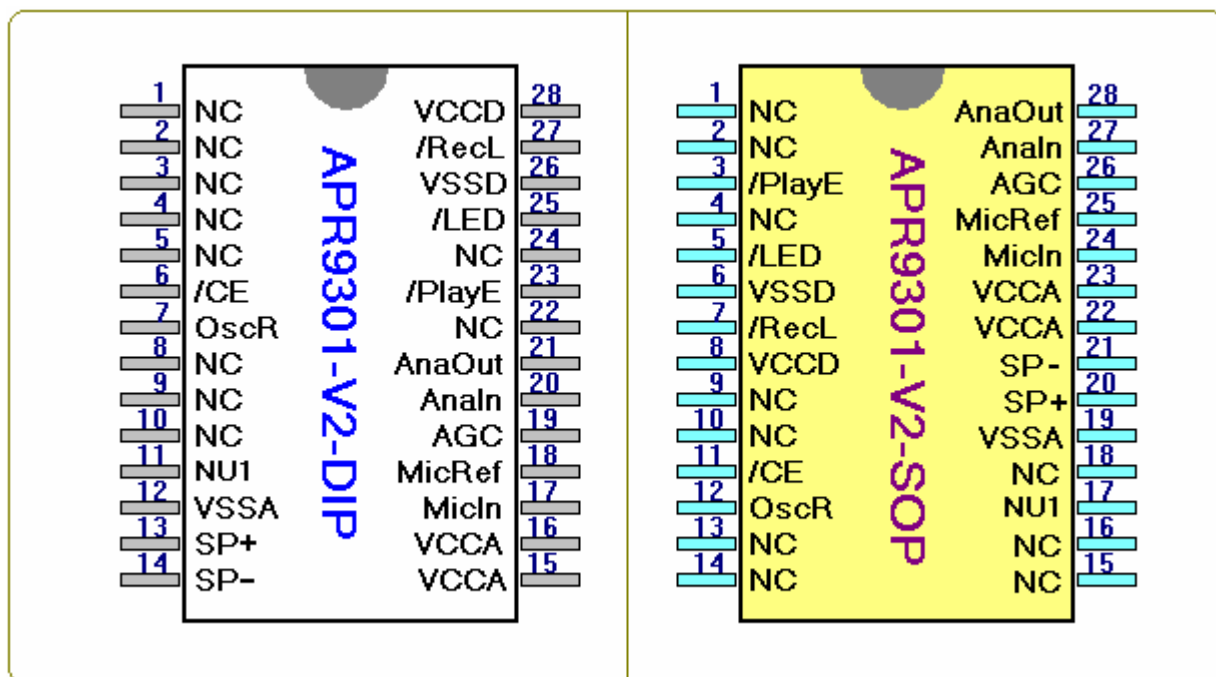 1 NC VCCD 28
2 NC /RecL 27
3 NC VSSD 26
4 NC /LED 25
5 NC NC 24
6 /CE /PlayE 23
7 OscR NC 22
8 NC AnaOut 21
9 NC AnaIn 20
10 NC AGC 19
11 NU1 MicRef 18
12 VSSA MicIn 17
13 SP+ VCCA 16
14 SP- VCCA 15
APR9301-V2-DIP
1 NC AnaOut 28
2 NC AnaIn 27
3 /PlayE AGC 26
4 NC MicRef 25
5 /LED MicIn 24
6 VSSD VCCA 23
7 /RecL VCCA 22
8 VCCD SP- 21
9 NC SP+ 20
10 NC VSSA 19
11 /CE NC 18
12 OscR NU1 17
13 NC NC 16
14 NC NC 15
APR9301-V2-SOP